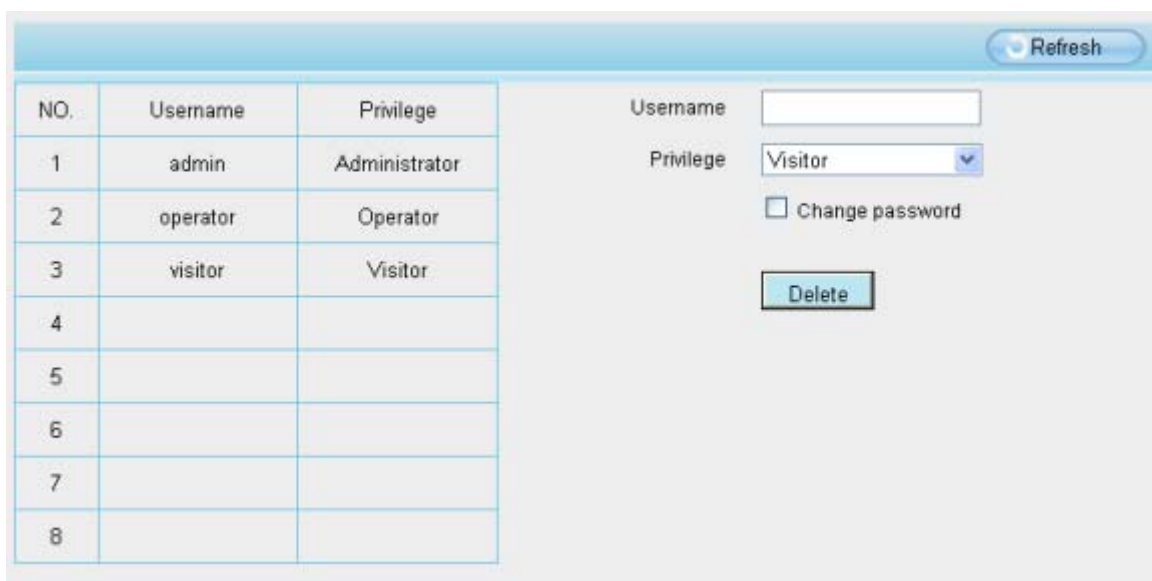 Refresh
NO. Username Privilege
1 admin Administrator
2 operator Operator
3 visitor Visitor
4
5
6
7
8
Username
Privilege Visitor
Change password
Delete